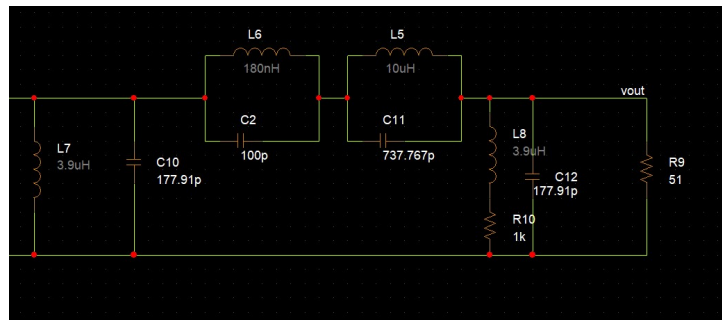 L6
180nH
C2
100p
L5
10uH
C11
737.767p
vout
L7
3.9uH
C10
177.91p
L8
3.9uH
C12
177.91p
R10
1k
R9
51